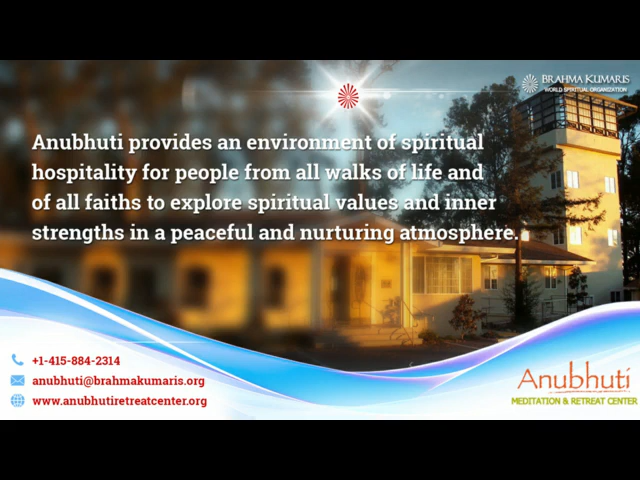 BRAHMA KUMARIS
WORLD SPIRITUAL ORGANIZATION
Anubhuti provides an environment of spiritual
hospitality for people from all walks of life and
of all faiths to explore spiritual values and inner
strengths in a peaceful and nurturing atmosphere.
+1-415-884-2314
anubhuti@brahmakumaris.org
www.anubhutiretreatcenter.org
Anubhuti
MEDITATION & RETREAT CENTER